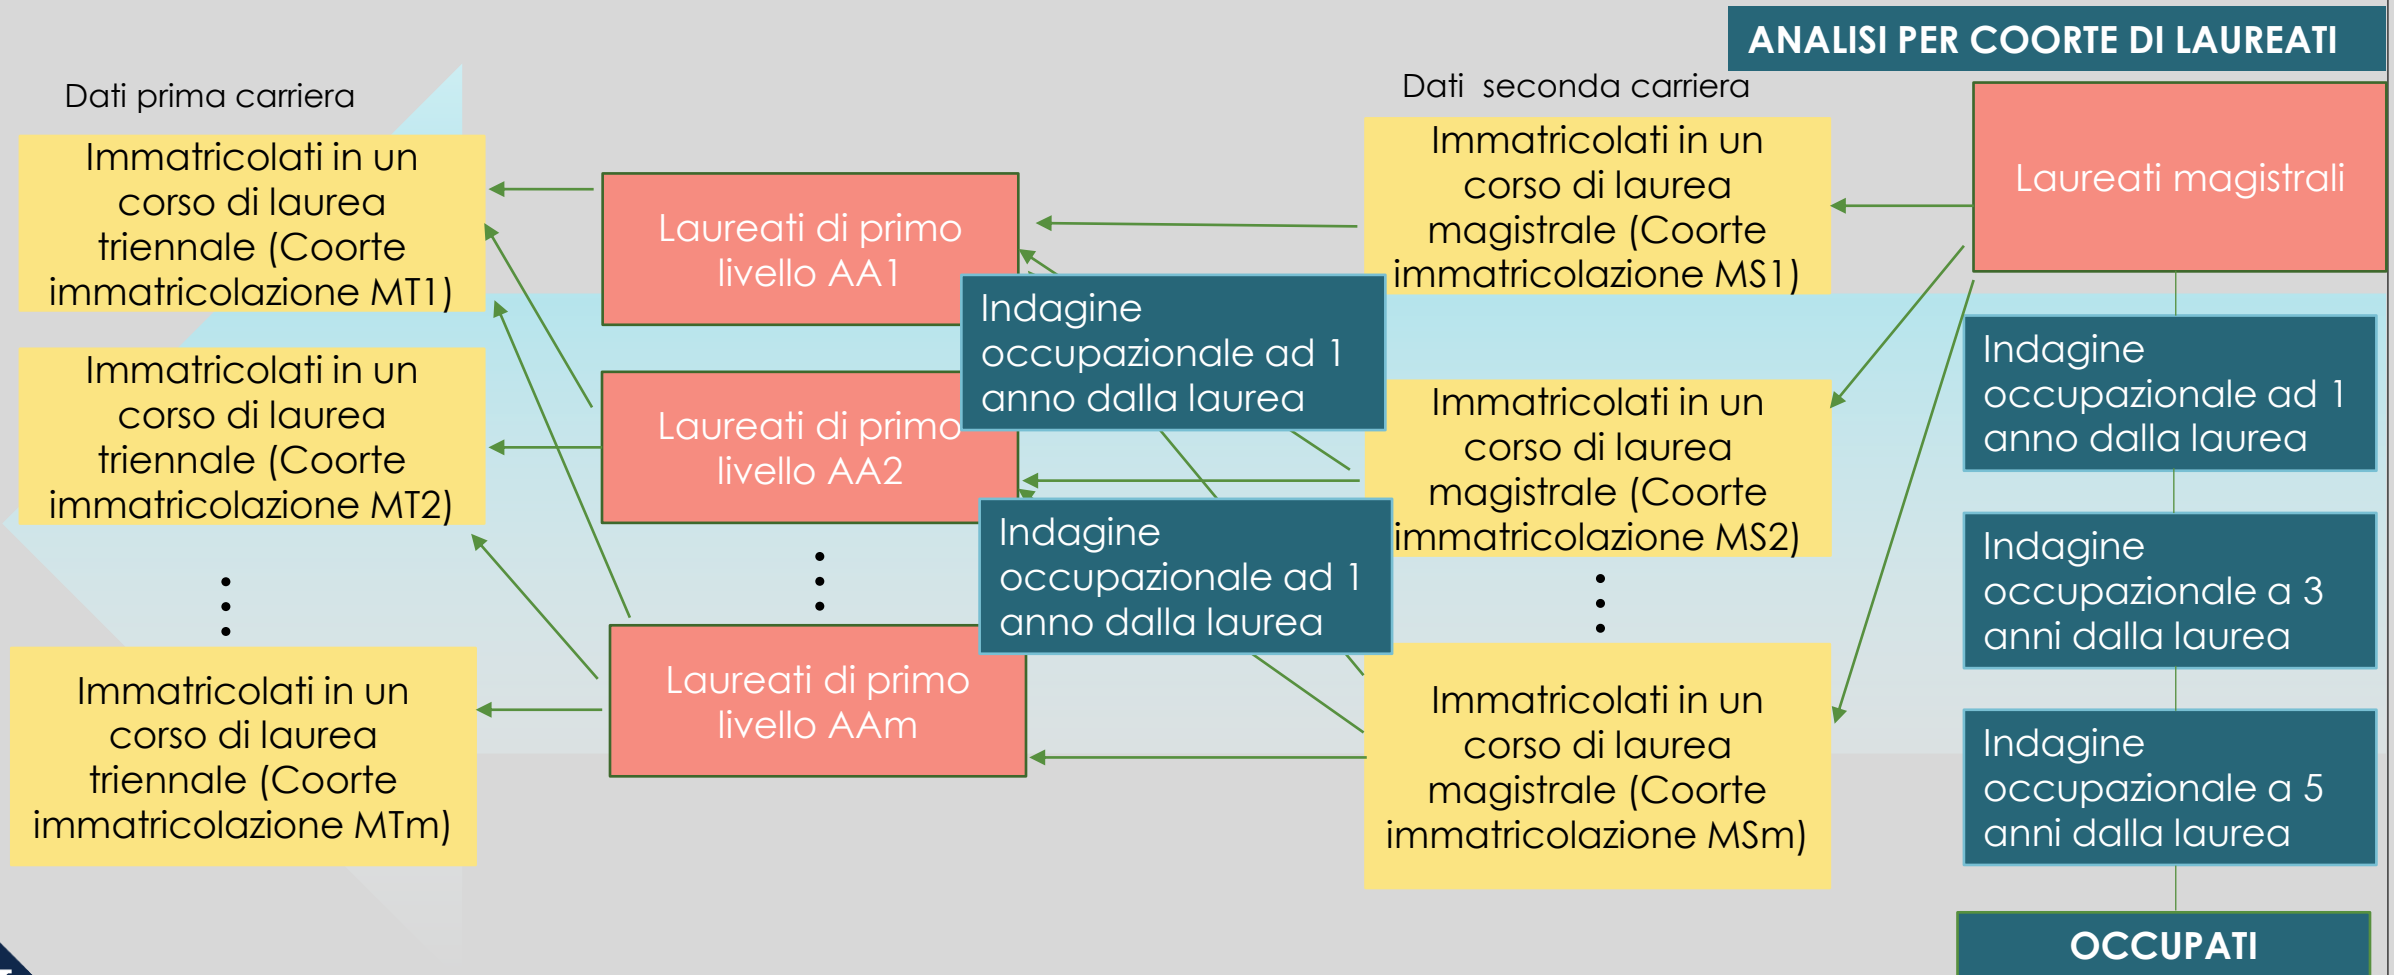 ANALISI PER COORTE DI LAUREATI
Dati prima carriera
Immatricolati in un
corso di laurea
triennale (Coorte
immatricolazione MT1)
Immatricolati in un
corso di laurea
triennale (Coorte
immatricolazione MT2)
Immatricolati in un
corso di laurea
triennale (Coorte
immatricolazione MTm)
Laureati di primo
livello AA1
Laureati di primo
livello AA2
Laureati di primo
livello AAm
Indagine
occupazionale ad 1
anno dalla laurea
Indagine
occupazionale ad 1
anno dalla laurea
Dati seconda carriera
Immatricolati in un
corso di laurea
magistrale (Coorte
immatricolazione MS1)
Immatricolati in un
corso di laurea
magistrale (Coorte
immatricolazione MS2)
Immatricolati in un
corso di laurea
magistrale (Coorte
immatricolazione MSm)
Laureati magistrali
Indagine
occupazionale ad 1
anno dalla laurea
Indagine
occupazionale a 3
anni dalla laurea
Indagine
occupazionale a 5
anni dalla laurea
OCCUPATI